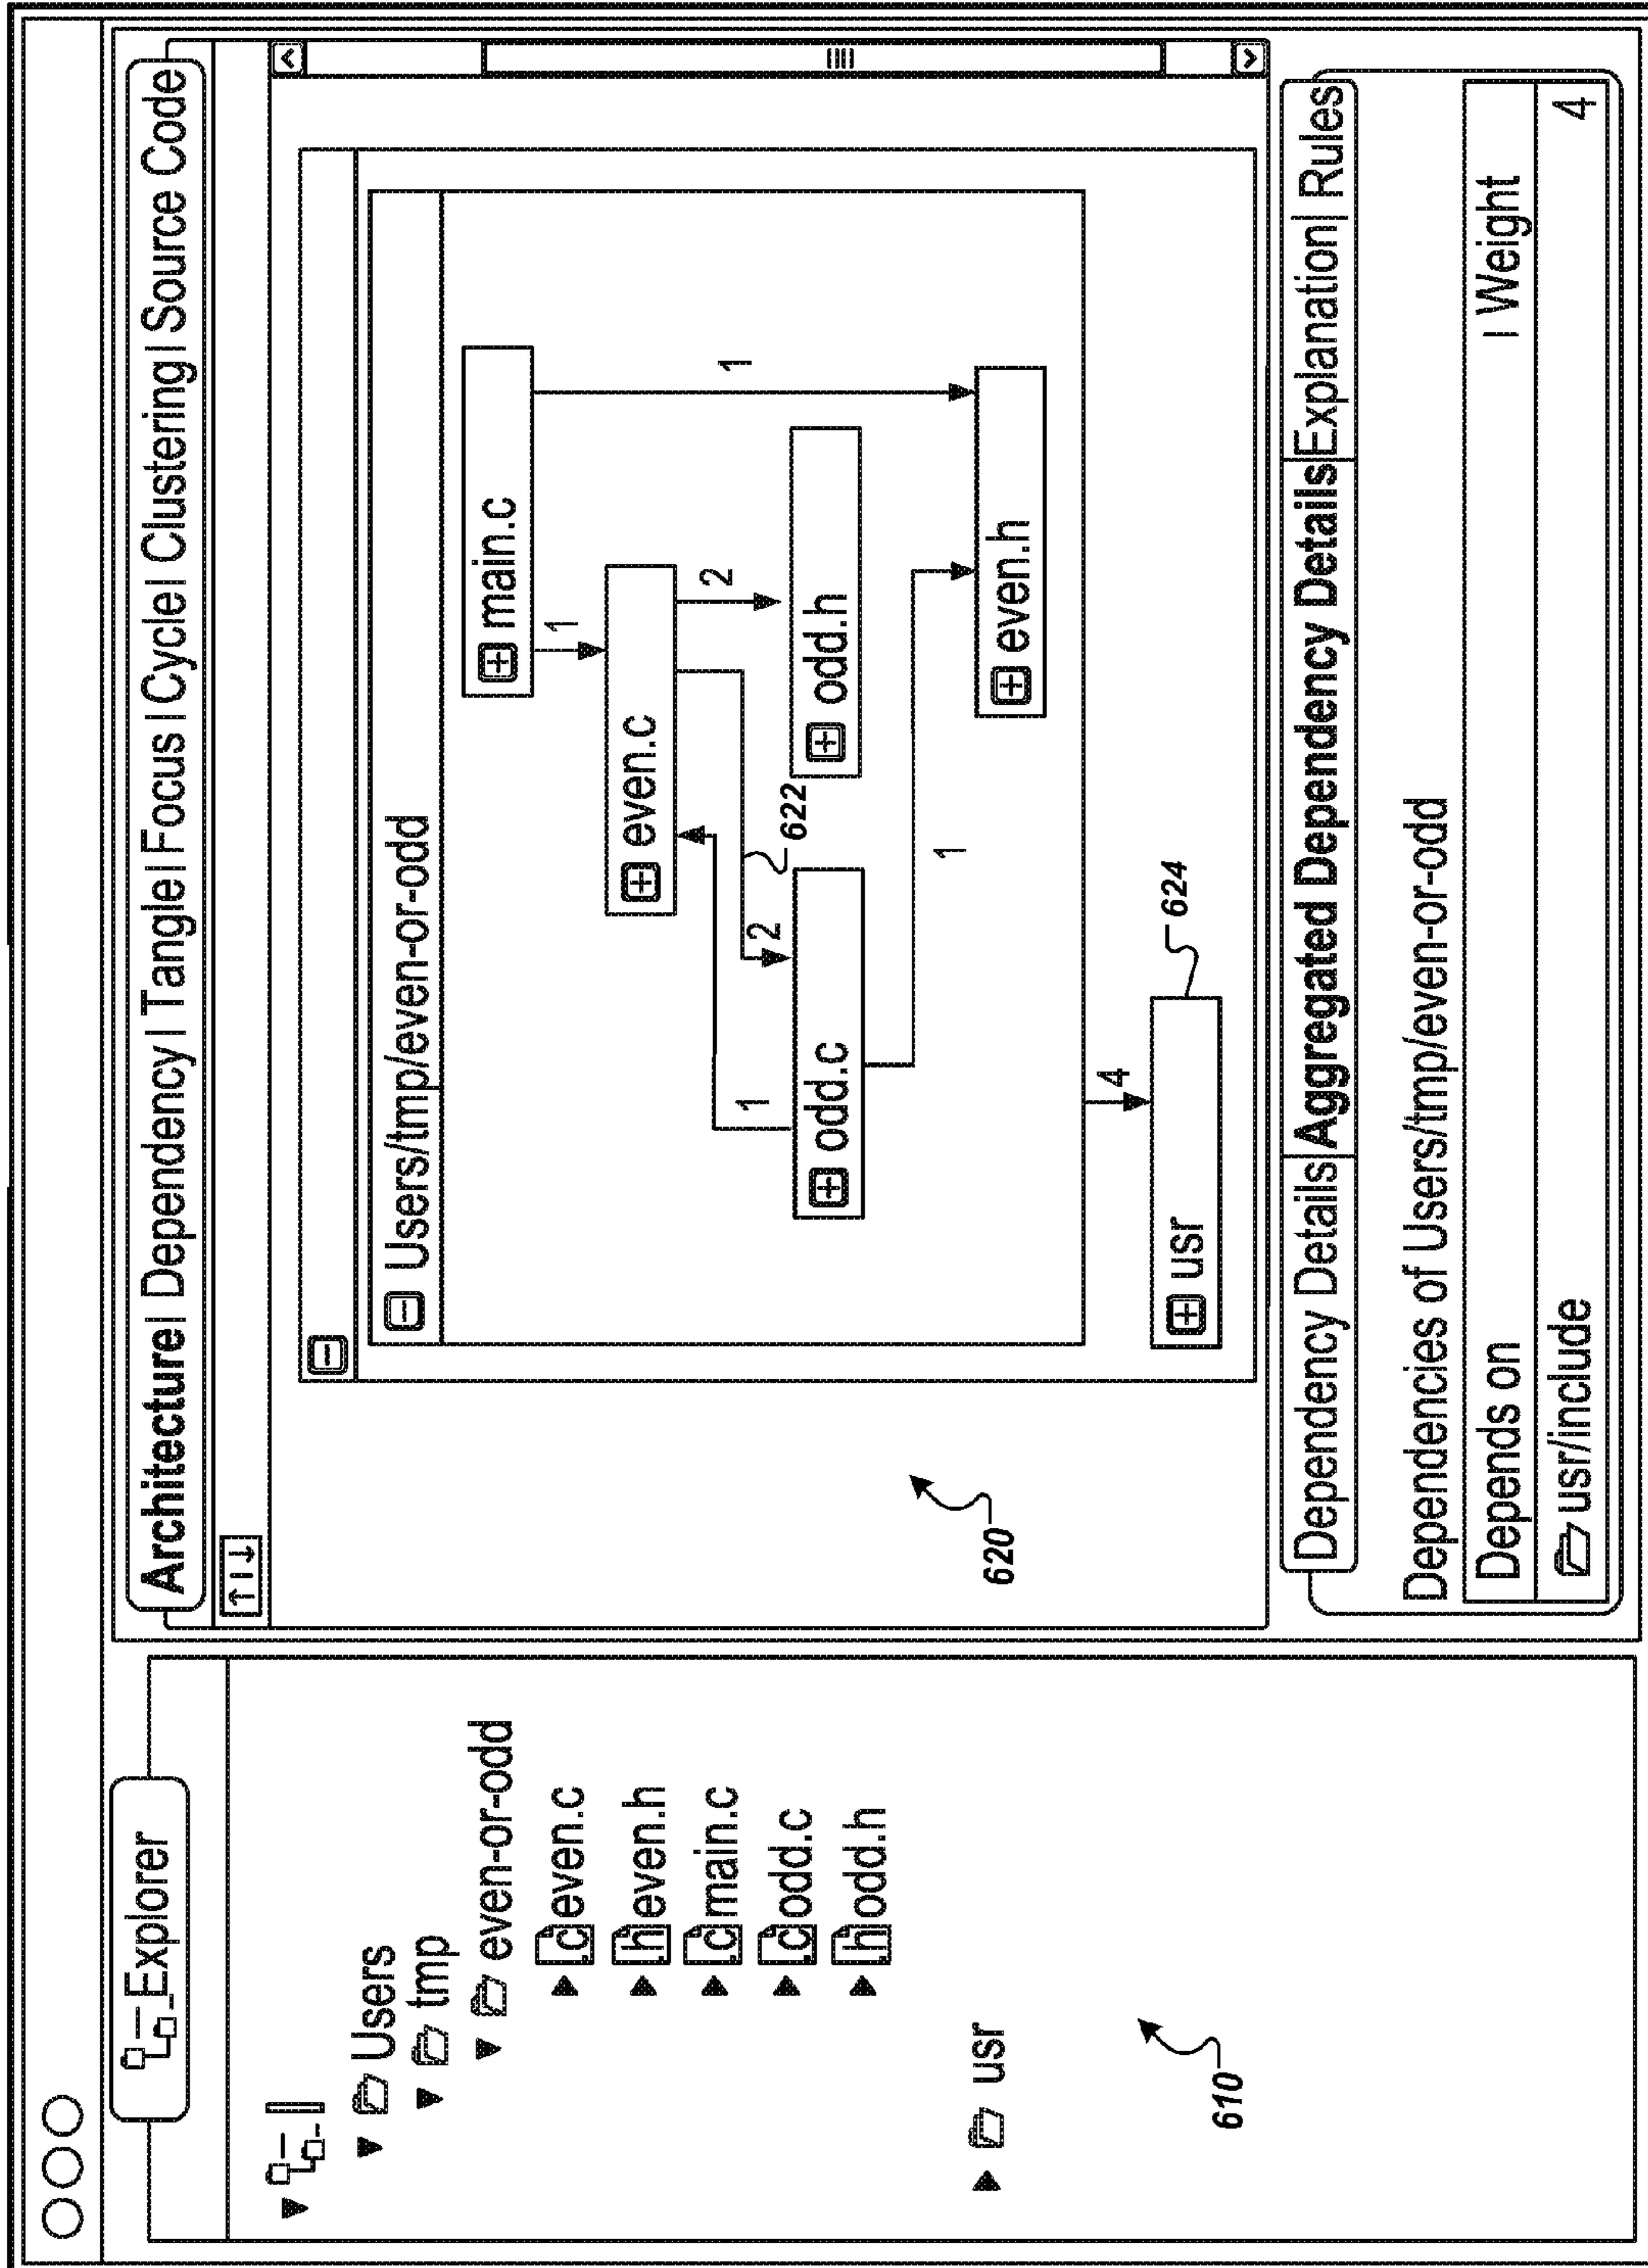 Explorer
Users
tmp
even-or-odd
.c even.c
.h even.h
.c main.c
.c odd.c
.h odd.h
usr
610
Architecture | Dependency | Tangle | Focus | Cycle | Clustering | Source Code
Users/tmp/even-or-odd
main.c
1
1
even.c
2
1
2
622
odd.c
odd.h
1
even.h
4
usr
624
620
Dependency Details Aggregated Dependency Details Explanation | Rules
Dependencies of Users/tmp/even-or-odd
Depends on | Weight
usr/include 4